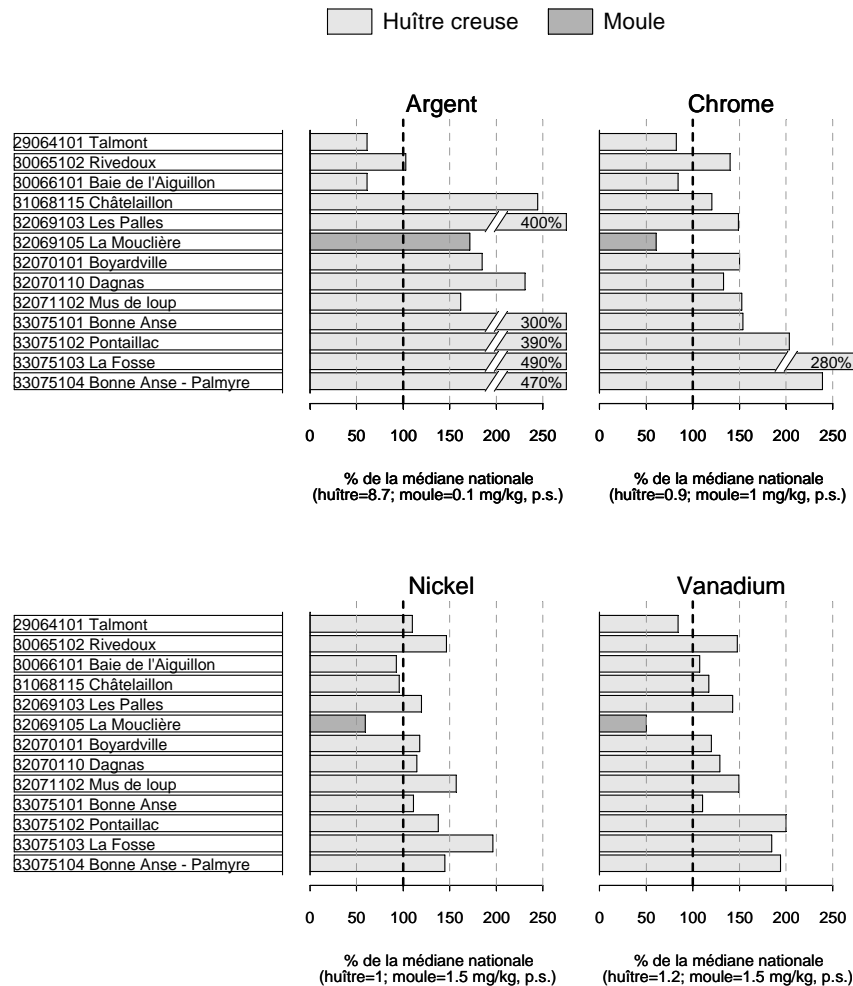 Huître creuse Moule
Argent Chrome
29064101 Talmont
30065102 Rivedoux
30066101 Baie de l'Aiguillon
31068115 Châtelaillon
32069103 Les Palles 400%
32069105 La Mouclière
32070101 Boyardville
32070110 Dagnas
32071102 Mus de loup
33075101 Bonne Anse 300%
33075102 Pontaillac 390%
33075103 La Fosse 490% 280%
33075104 Bonne Anse - Palmyre 470%
0 50 100 150 200 250 0 50 100 150 200 250
% de la médiane nationale % de la médiane nationale
(huître=8.7; moule=0.1 mg/kg, p.s.) (huître=0.9; moule=1 mg/kg, p.s.)
Nickel Vanadium
29064101 Talmont
30065102 Rivedoux
30066101 Baie de l'Aiguillon
31068115 Châtelaillon
32069103 Les Palles
32069105 La Mouclière
32070101 Boyardville
32070110 Dagnas
32071102 Mus de loup
33075101 Bonne Anse
33075102 Pontaillac
33075103 La Fosse
33075104 Bonne Anse - Palmyre
0 50 100 150 200 250 0 50 100 150 200 250
% de la médiane nationale % de la médiane nationale
(huître=1; moule=1.5 mg/kg, p.s.) (huître=1.2; moule=1.5 mg/kg, p.s.)